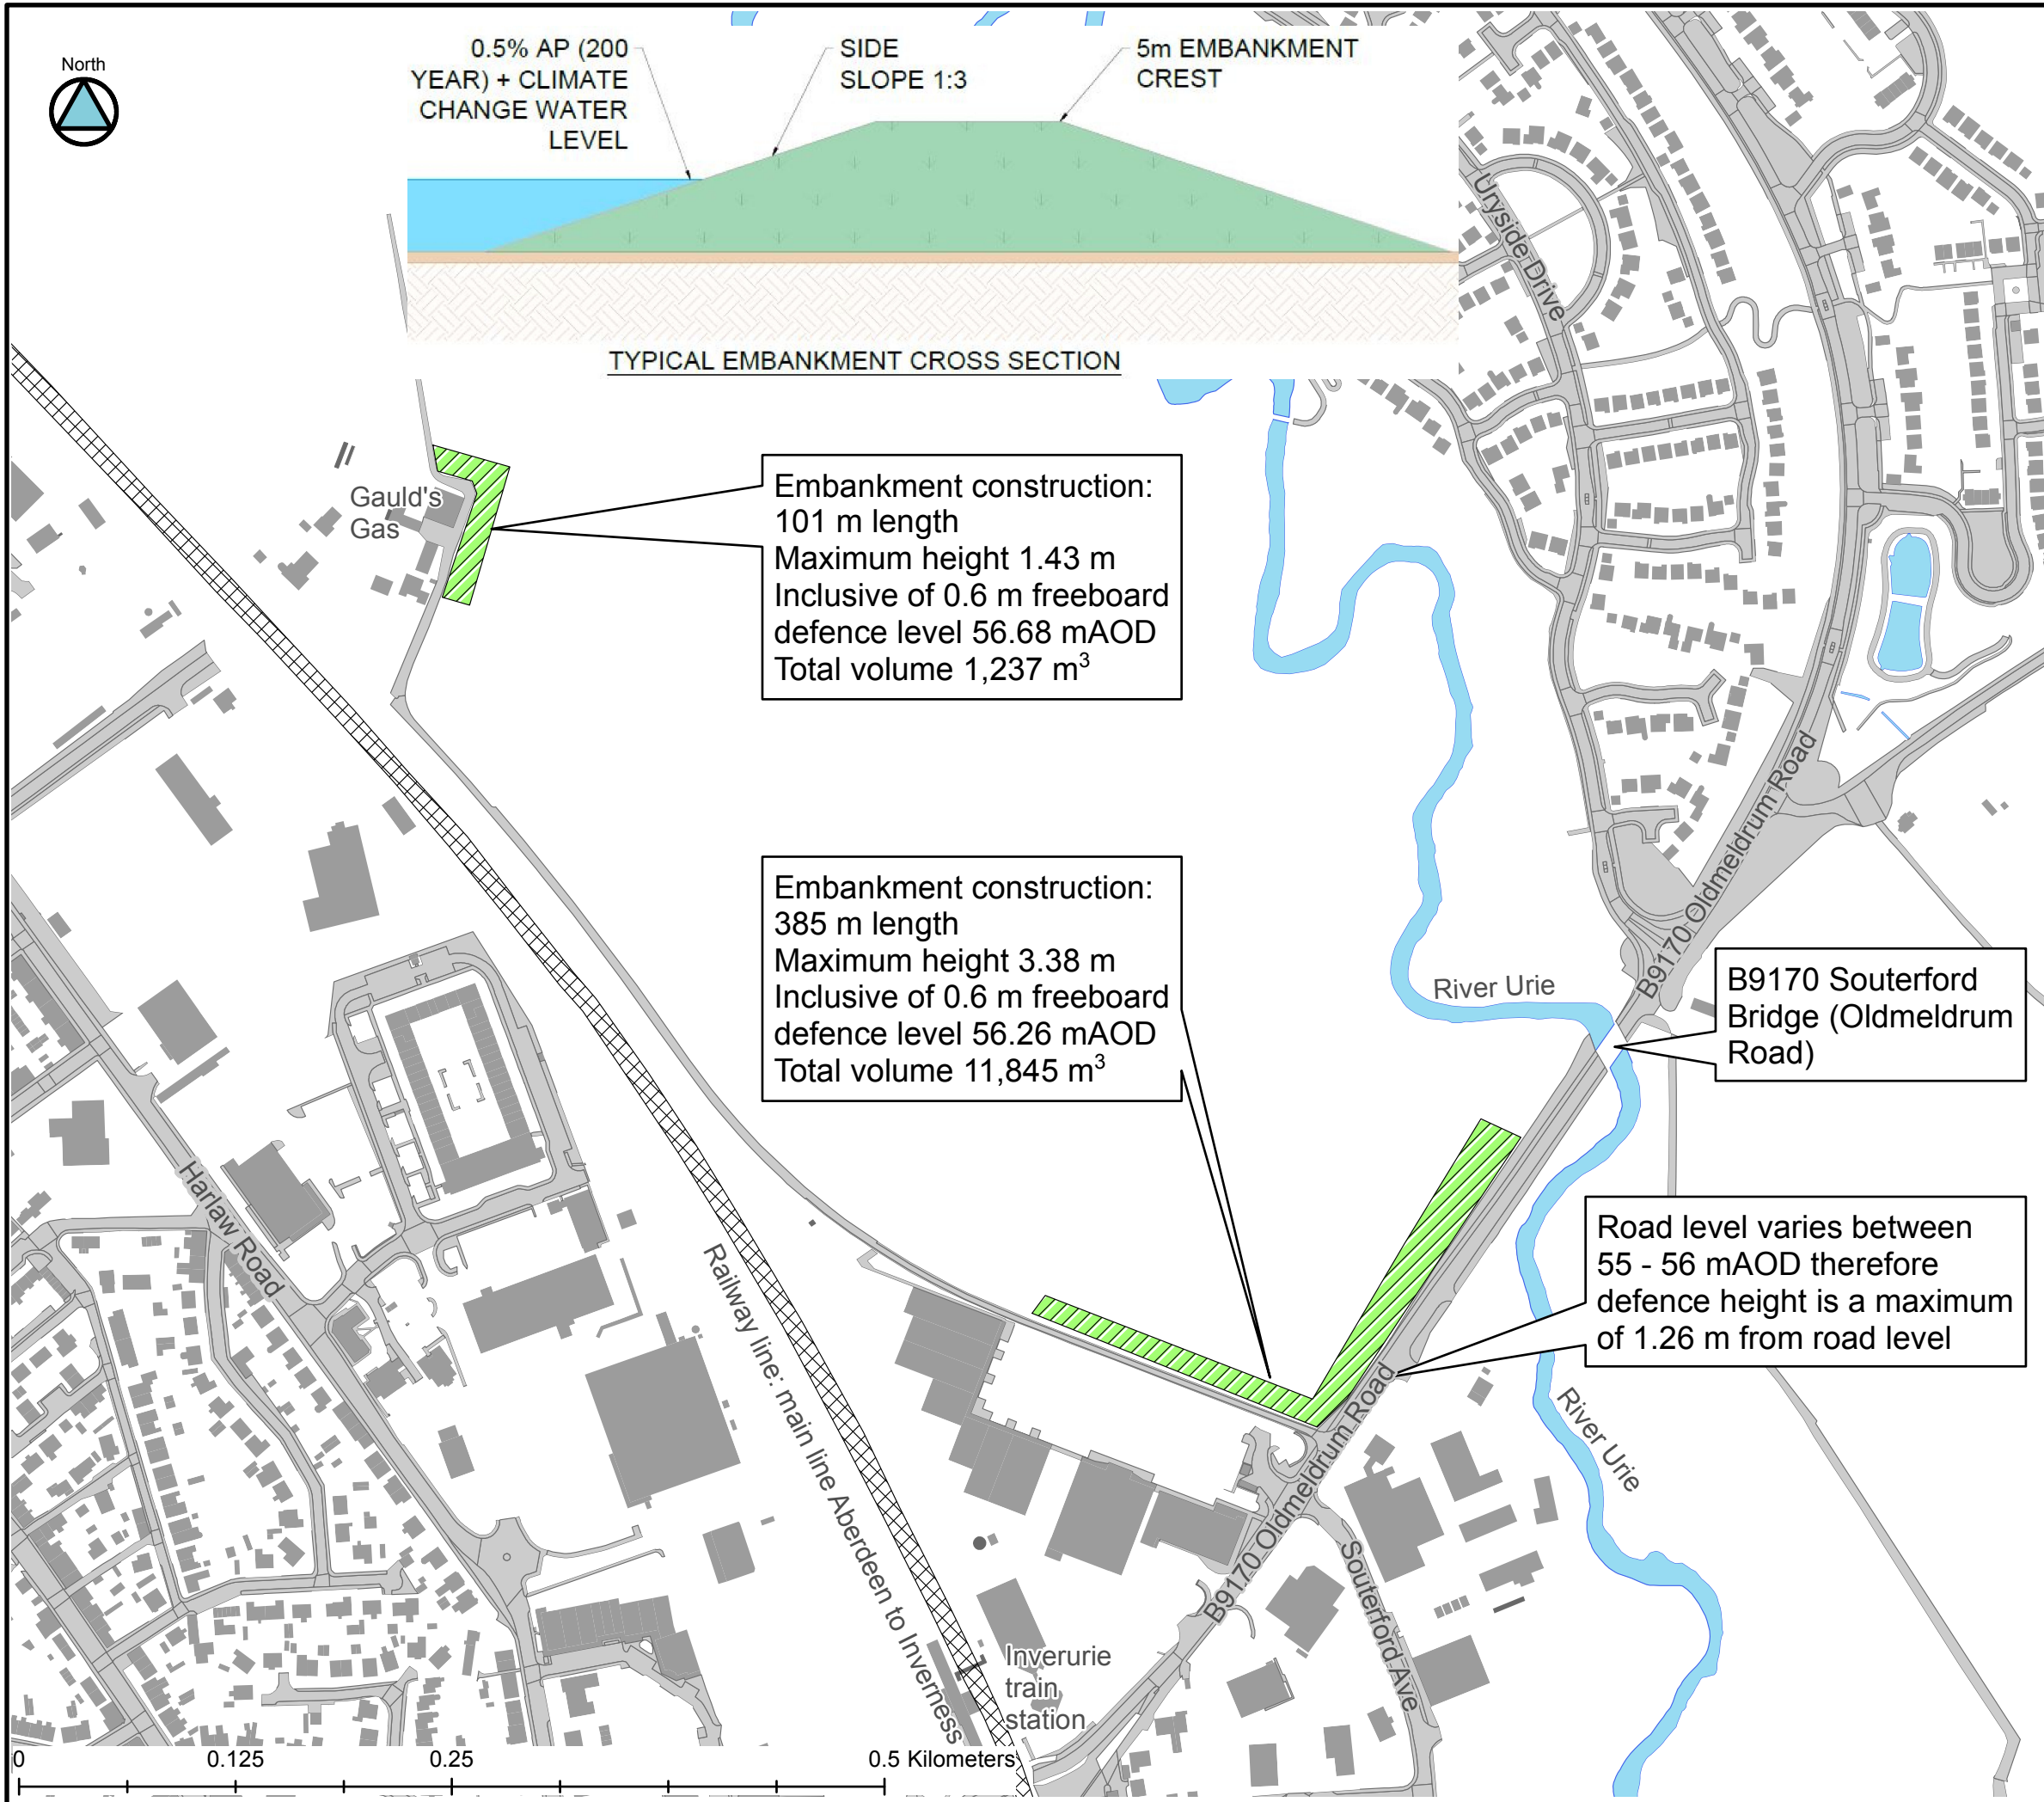 North
0.5% AP (200
YEAR) + CLIMATE
CHANGE WATER
LEVEL
SIDE
SLOPE 1:3
5m EMBANKMENT
CREST
TYPICAL EMBANKMENT CROSS SECTION
Uryside Drive
Gauld's
Gas
Embankment construction:
101 m length
Maximum height 1.43 m
Inclusive of 0.6 m freeboard
defence level 56.68 mAOD
Total volume 1,237 m³
Embankment construction:
385 m length
Maximum height 3.38 m
Inclusive of 0.6 m freeboard
defence level 56.26 mAOD
Total volume 11,845 m³
B9170 Oldmeldrum Road
River Urie
B9170 Souterford
Bridge (Oldmeldrum
Road)
Road level varies between
55 - 56 mAOD therefore
defence height is a maximum
of 1.26 m from road level
Harlaw Road
Railway line: main line Aberdeen to Inverness
B9170 Oldmeldrum Road
River Urie
Souterford Ave
Inverurie
train
station
0 0.125 0.25 0.5 Kilometers